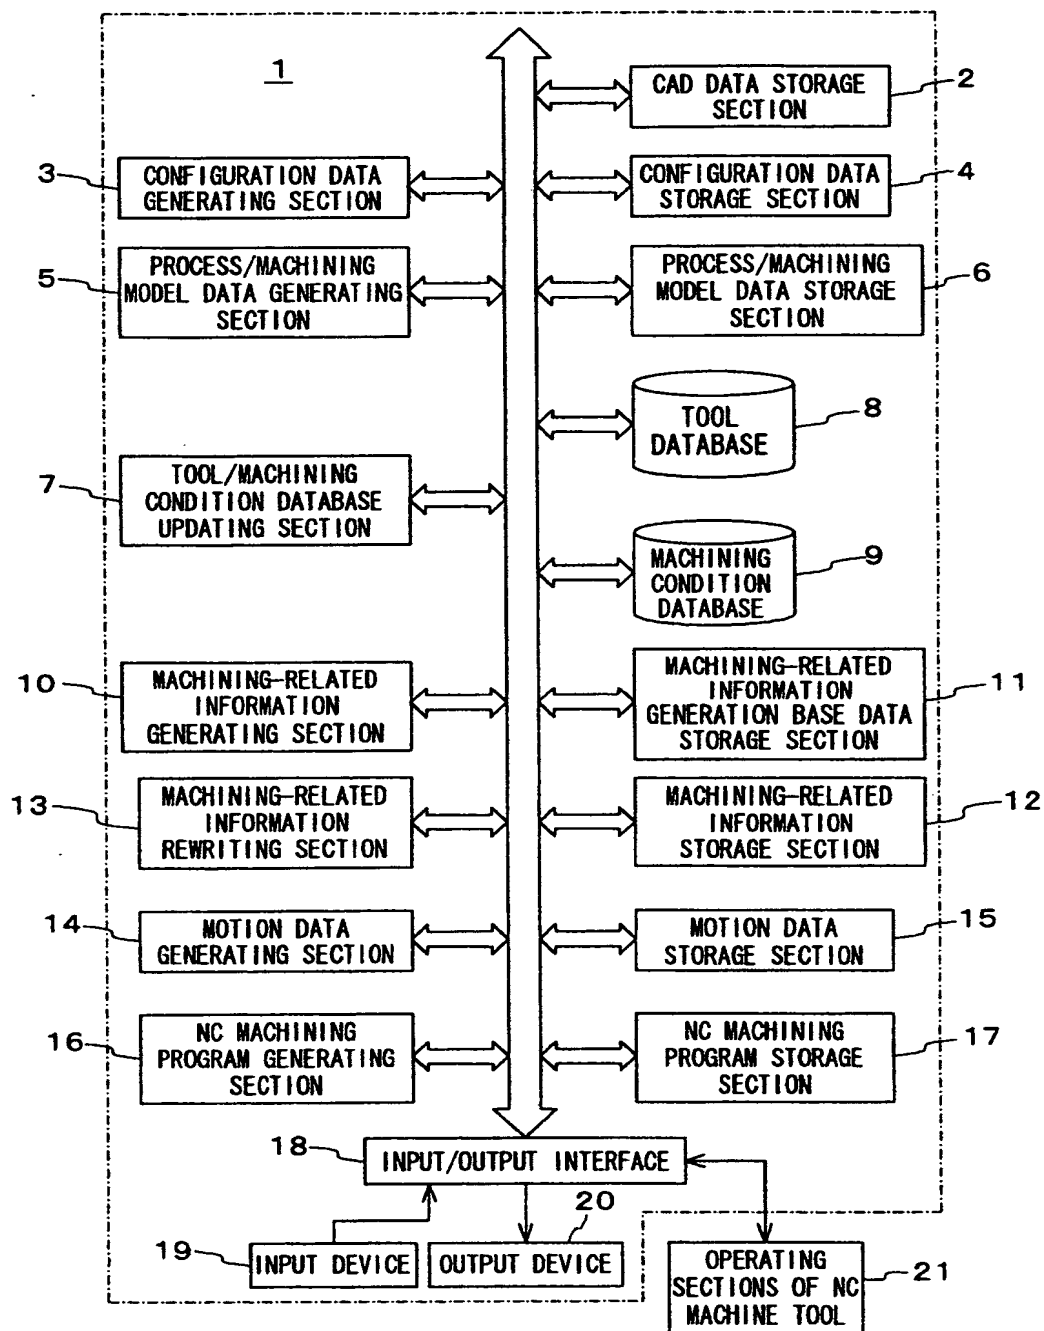 1
CAD DATA STORAGE
SECTION
2
3
CONFIGURATION DATA
GENERATING SECTION
CONFIGURATION DATA
STORAGE SECTION
4
5
PROCESS/MACHINING
MODEL DATA GENERATING
SECTION
PROCESS/MACHINING
MODEL DATA STORAGE
SECTION
6
TOOL
DATABASE
8
7
TOOL/MACHINING
CONDITION DATABASE
UPDATING SECTION
MACHINING
CONDITION
DATABASE
9
10
MACHINING-RELATED
INFORMATION
GENERATING SECTION
MACHINING-RELATED
INFORMATION
GENERATION BASE DATA
STORAGE SECTION
11
13
MACHINING-RELATED
INFORMATION
REWRITING SECTION
MACHINING-RELATED
INFORMATION
STORAGE SECTION
12
14
MOTION DATA
GENERATING SECTION
MOTION DATA
STORAGE SECTION
15
16
NC MACHINING
PROGRAM GENERATING
SECTION
NC MACHINING
PROGRAM STORAGE
SECTION
17
18
INPUT/OUTPUT INTERFACE
19
INPUT DEVICE
20
OUTPUT DEVICE
OPERATING
SECTIONS OF NC
MACHINE TOOL
21